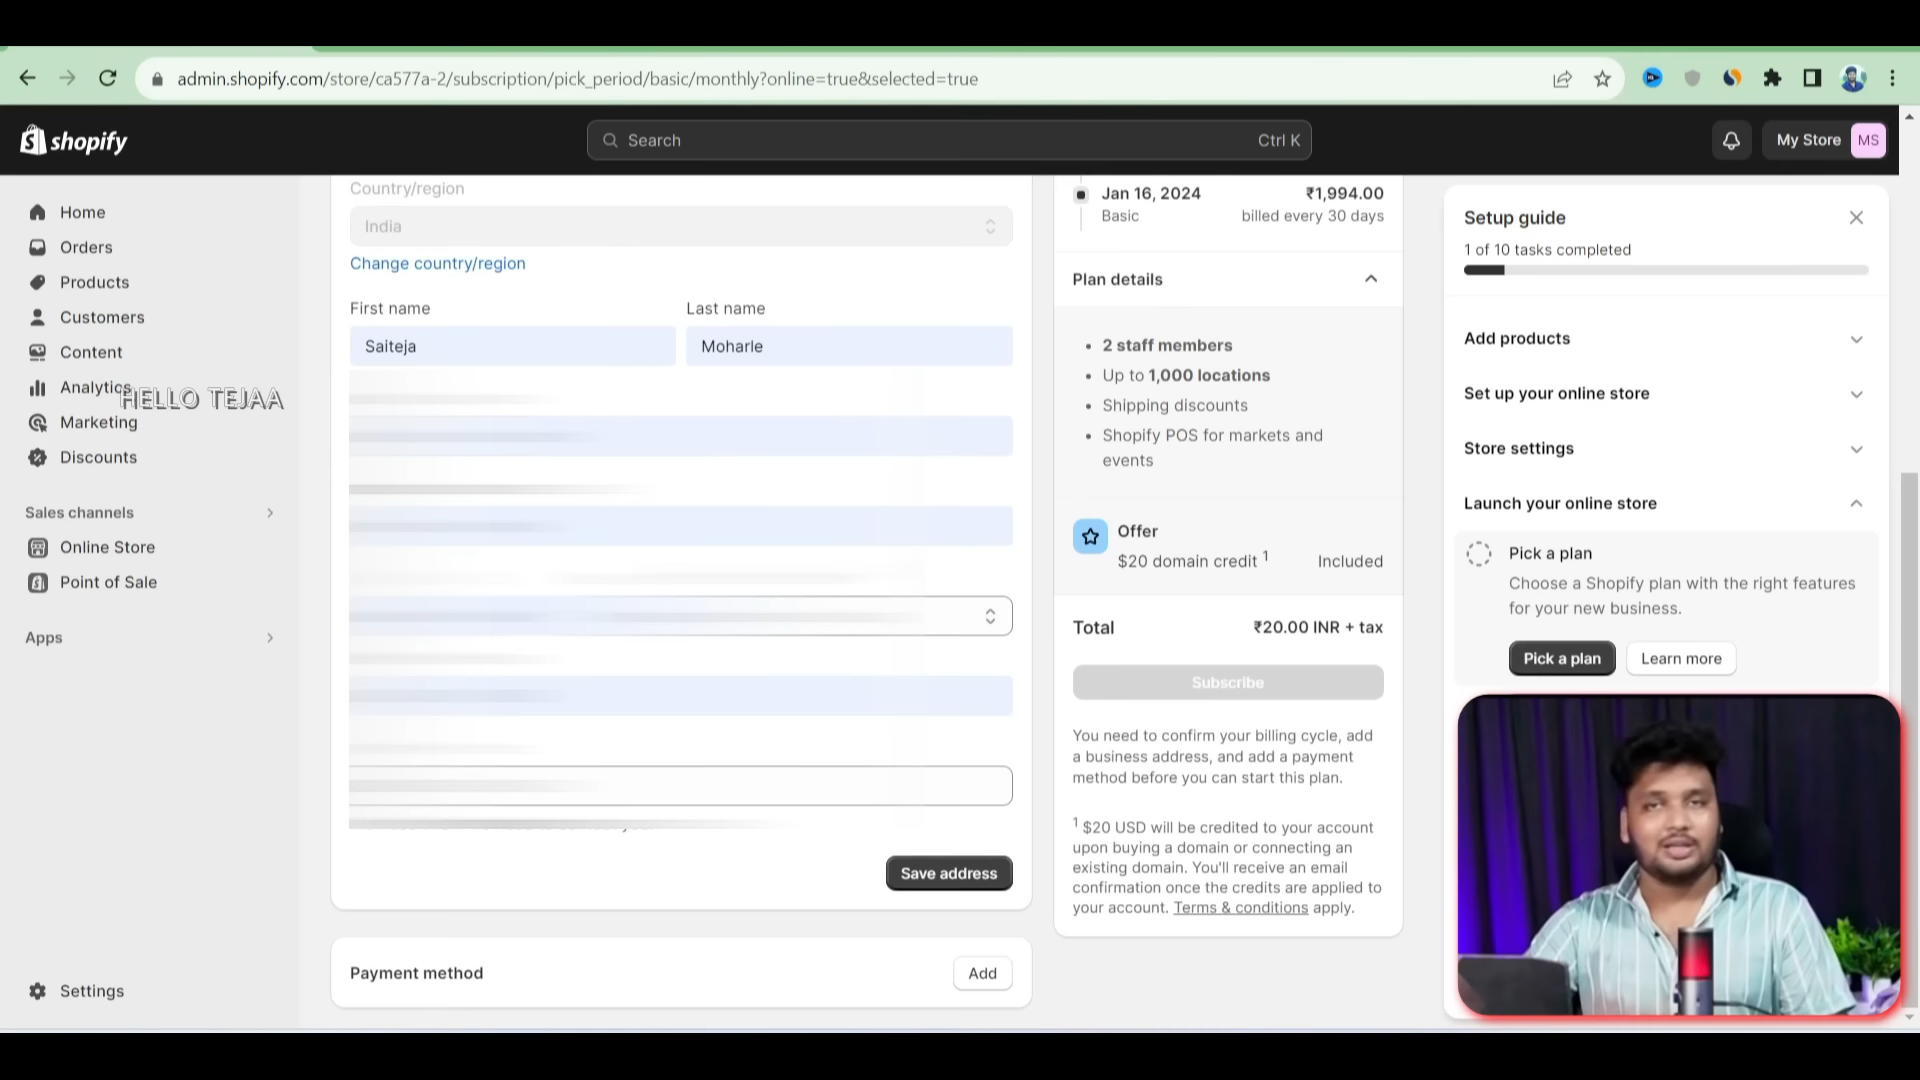 admin.shopify.com/store/ca577a-2/subscription/pick_period/basic/monthly?online=true&selected=true
shopify
Search
Ctrl K
My Store
MS
Home
Orders
Products
Customers
Content
Analytics
HELLO TEJAA
Marketing
Discounts
Sales channels
Online Store
Point of Sale
Apps
Settings
Country/region
India
Change country/region
First name
Last name
Saiteja
Moharle
Save address
Payment method
Add
Jan 16, 2024
₹1,994.00
Basic
billed every 30 days
Plan details
• 2 staff members
• Up to 1,000 locations
• Shipping discounts
• Shopify POS for markets and
events
Offer
$20 domain credit 1
Included
Total
₹20.00 INR + tax
Subscribe
You need to confirm your billing cycle, add
a business address, and add a payment
method before you can start this plan.
1 $20 USD will be credited to your account
upon buying a domain or connecting an
existing domain. You'll receive an email
confirmation once the credits are applied to
your account. Terms & conditions apply.
Setup guide
1 of 10 tasks completed
Add products
Set up your online store
Store settings
Launch your online store
Pick a plan
Choose a Shopify plan with the right features
for your new business.
Pick a plan
Learn more